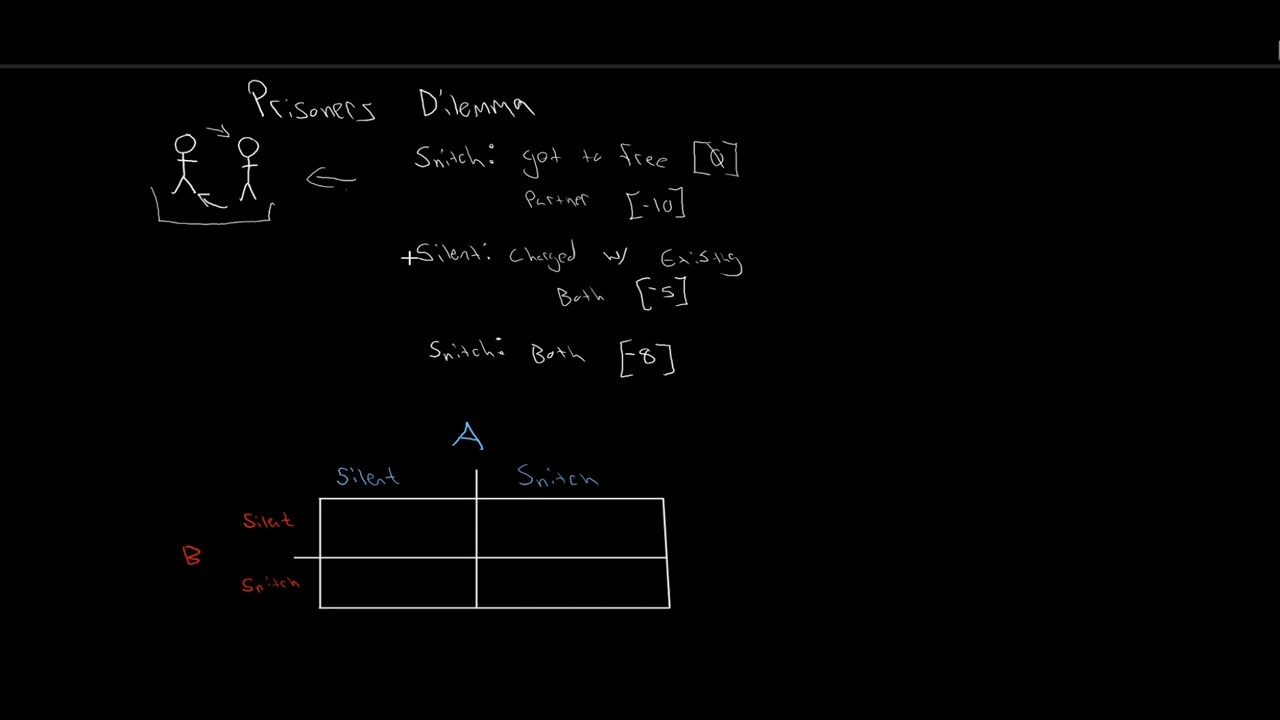 Prisoners Dilemma
Snitch: got to free [0]
Partner [-10]
Silent: Charged w/ Existing
Both [-5]
Snitch: Both [-8]
A
Silent Snitch
Silent
B
Snitch